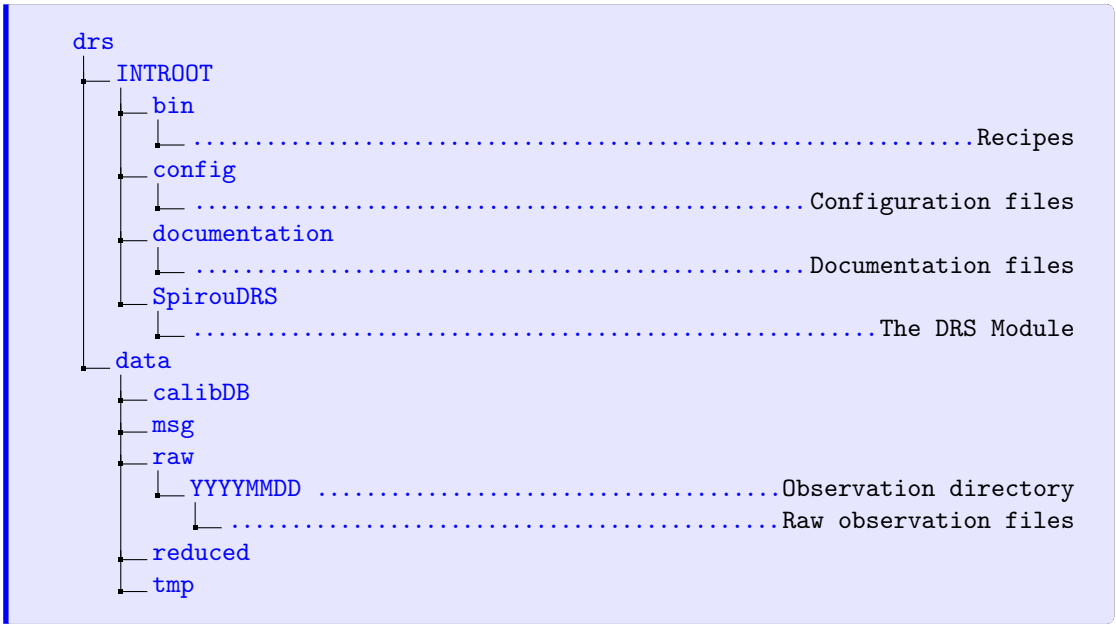 drs
INTROOT
bin
..............................................................Recipes
config
................................................Configuration files
documentation
................................................Documentation files
SpirouDRS
......................................................The DRS Module
data
calibDB
msg
raw
YYYYMMDD .....................................Observation directory
............................................Raw observation files
reduced
tmp